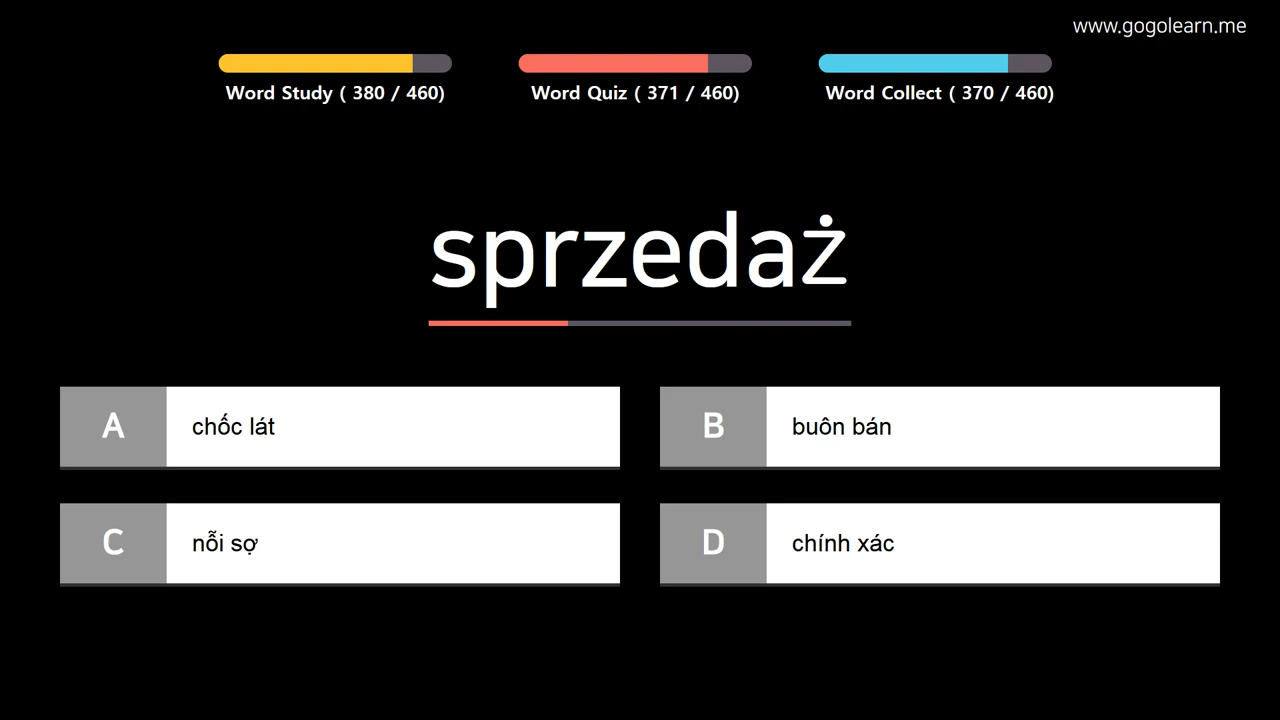 www.gogolearn.me
Word Study ( 380 / 460)
Word Quiz ( 371 / 460)
Word Collect ( 370 / 460)
sprzedaż
A
chốc lát
B
buôn bán
C
nỗi sợ
D
chính xác